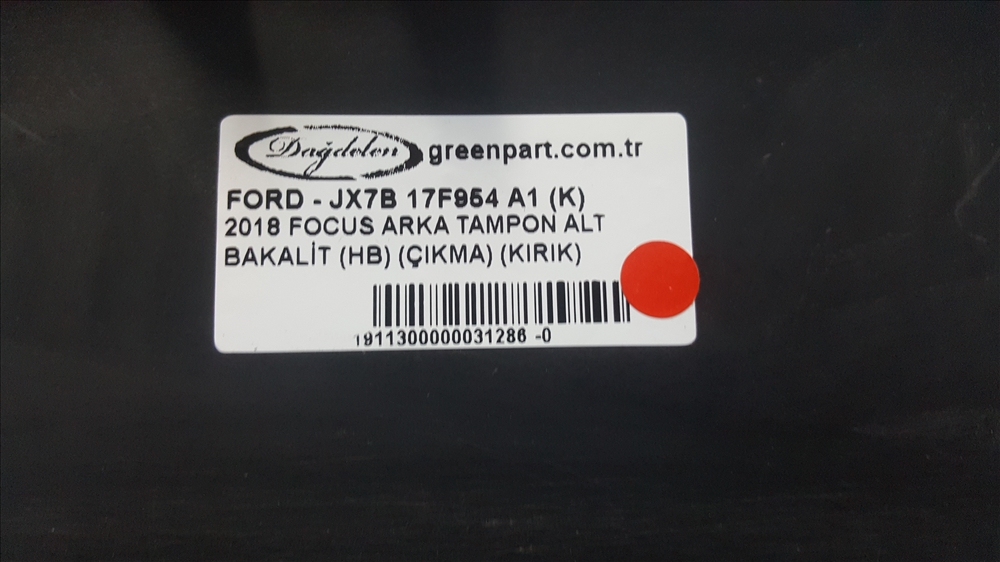 Dağdelen greenpart.com.tr
FORD - JX7B 17F954 A1 (K)
2018 FOCUS ARKA TAMPON ALT
BAKALİT (HB) (ÇIKMA) (KIRIK)
1911300000031286 -0